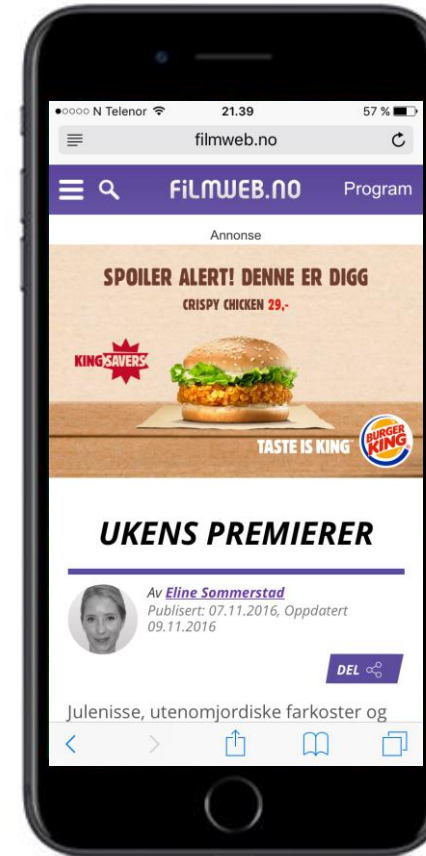 N Telenor 21.39 57 %
filmweb.no
FiLMWEB.NO Program
Annonse
SPOILER ALERT! DENNE ER DIGG
CRISPY CHICKEN 29,-
KING SAVERS
TASTE IS KING
BURGER
KING
UKENS PREMIERER
Av Eline Sommerstad
Publisert: 07.11.2016, Oppdatert
09.11.2016
DEL
Julenisse, utenomjordiske farkoster og